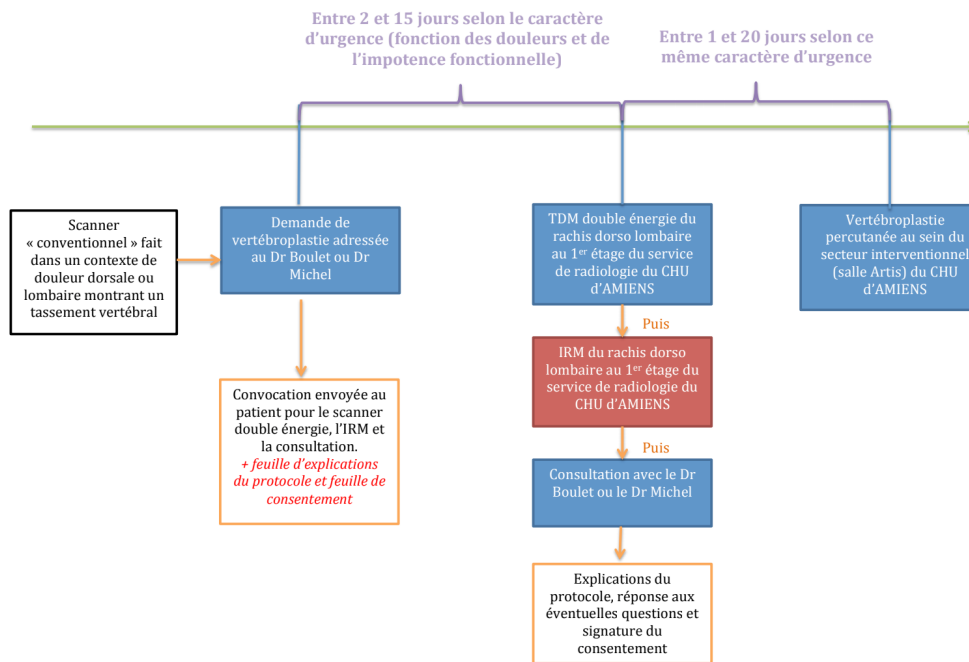 Entre 2 et 15 jours selon le caractère
d'urgence (fonction des douleurs et de
l'impotence fonctionnelle)
Entre 1 et 20 jours selon ce
même caractère d'urgence
Scanner
« conventionnel » fait
dans un contexte de
douleur dorsale ou
lombaire montrant un
tassement vertébral
Demande de
vertébroplastie adressée
au Dr Boulet ou Dr
Michel
Convocation envoyée au
patient pour le scanner
double énergie, l'IRM et
la consultation.
+ feuille d'explications
du protocole et feuille de
consentement
TDM double énergie du
rachis dorso lombaire
au 1er étage du service
de radiologie du CHU
d'AMIENS
Puis
IRM du rachis dorso
lombaire au 1er étage du
service de radiologie du
CHU d'AMIENS
Puis
Consultation avec le Dr
Boulet ou le Dr Michel
Explications du
protocole, réponse aux
éventuelles questions et
signature du
consentement
Vertébroplastie
percutanée au sein du
secteur interventionnel
(salle Artis) du CHU
d'AMIENS